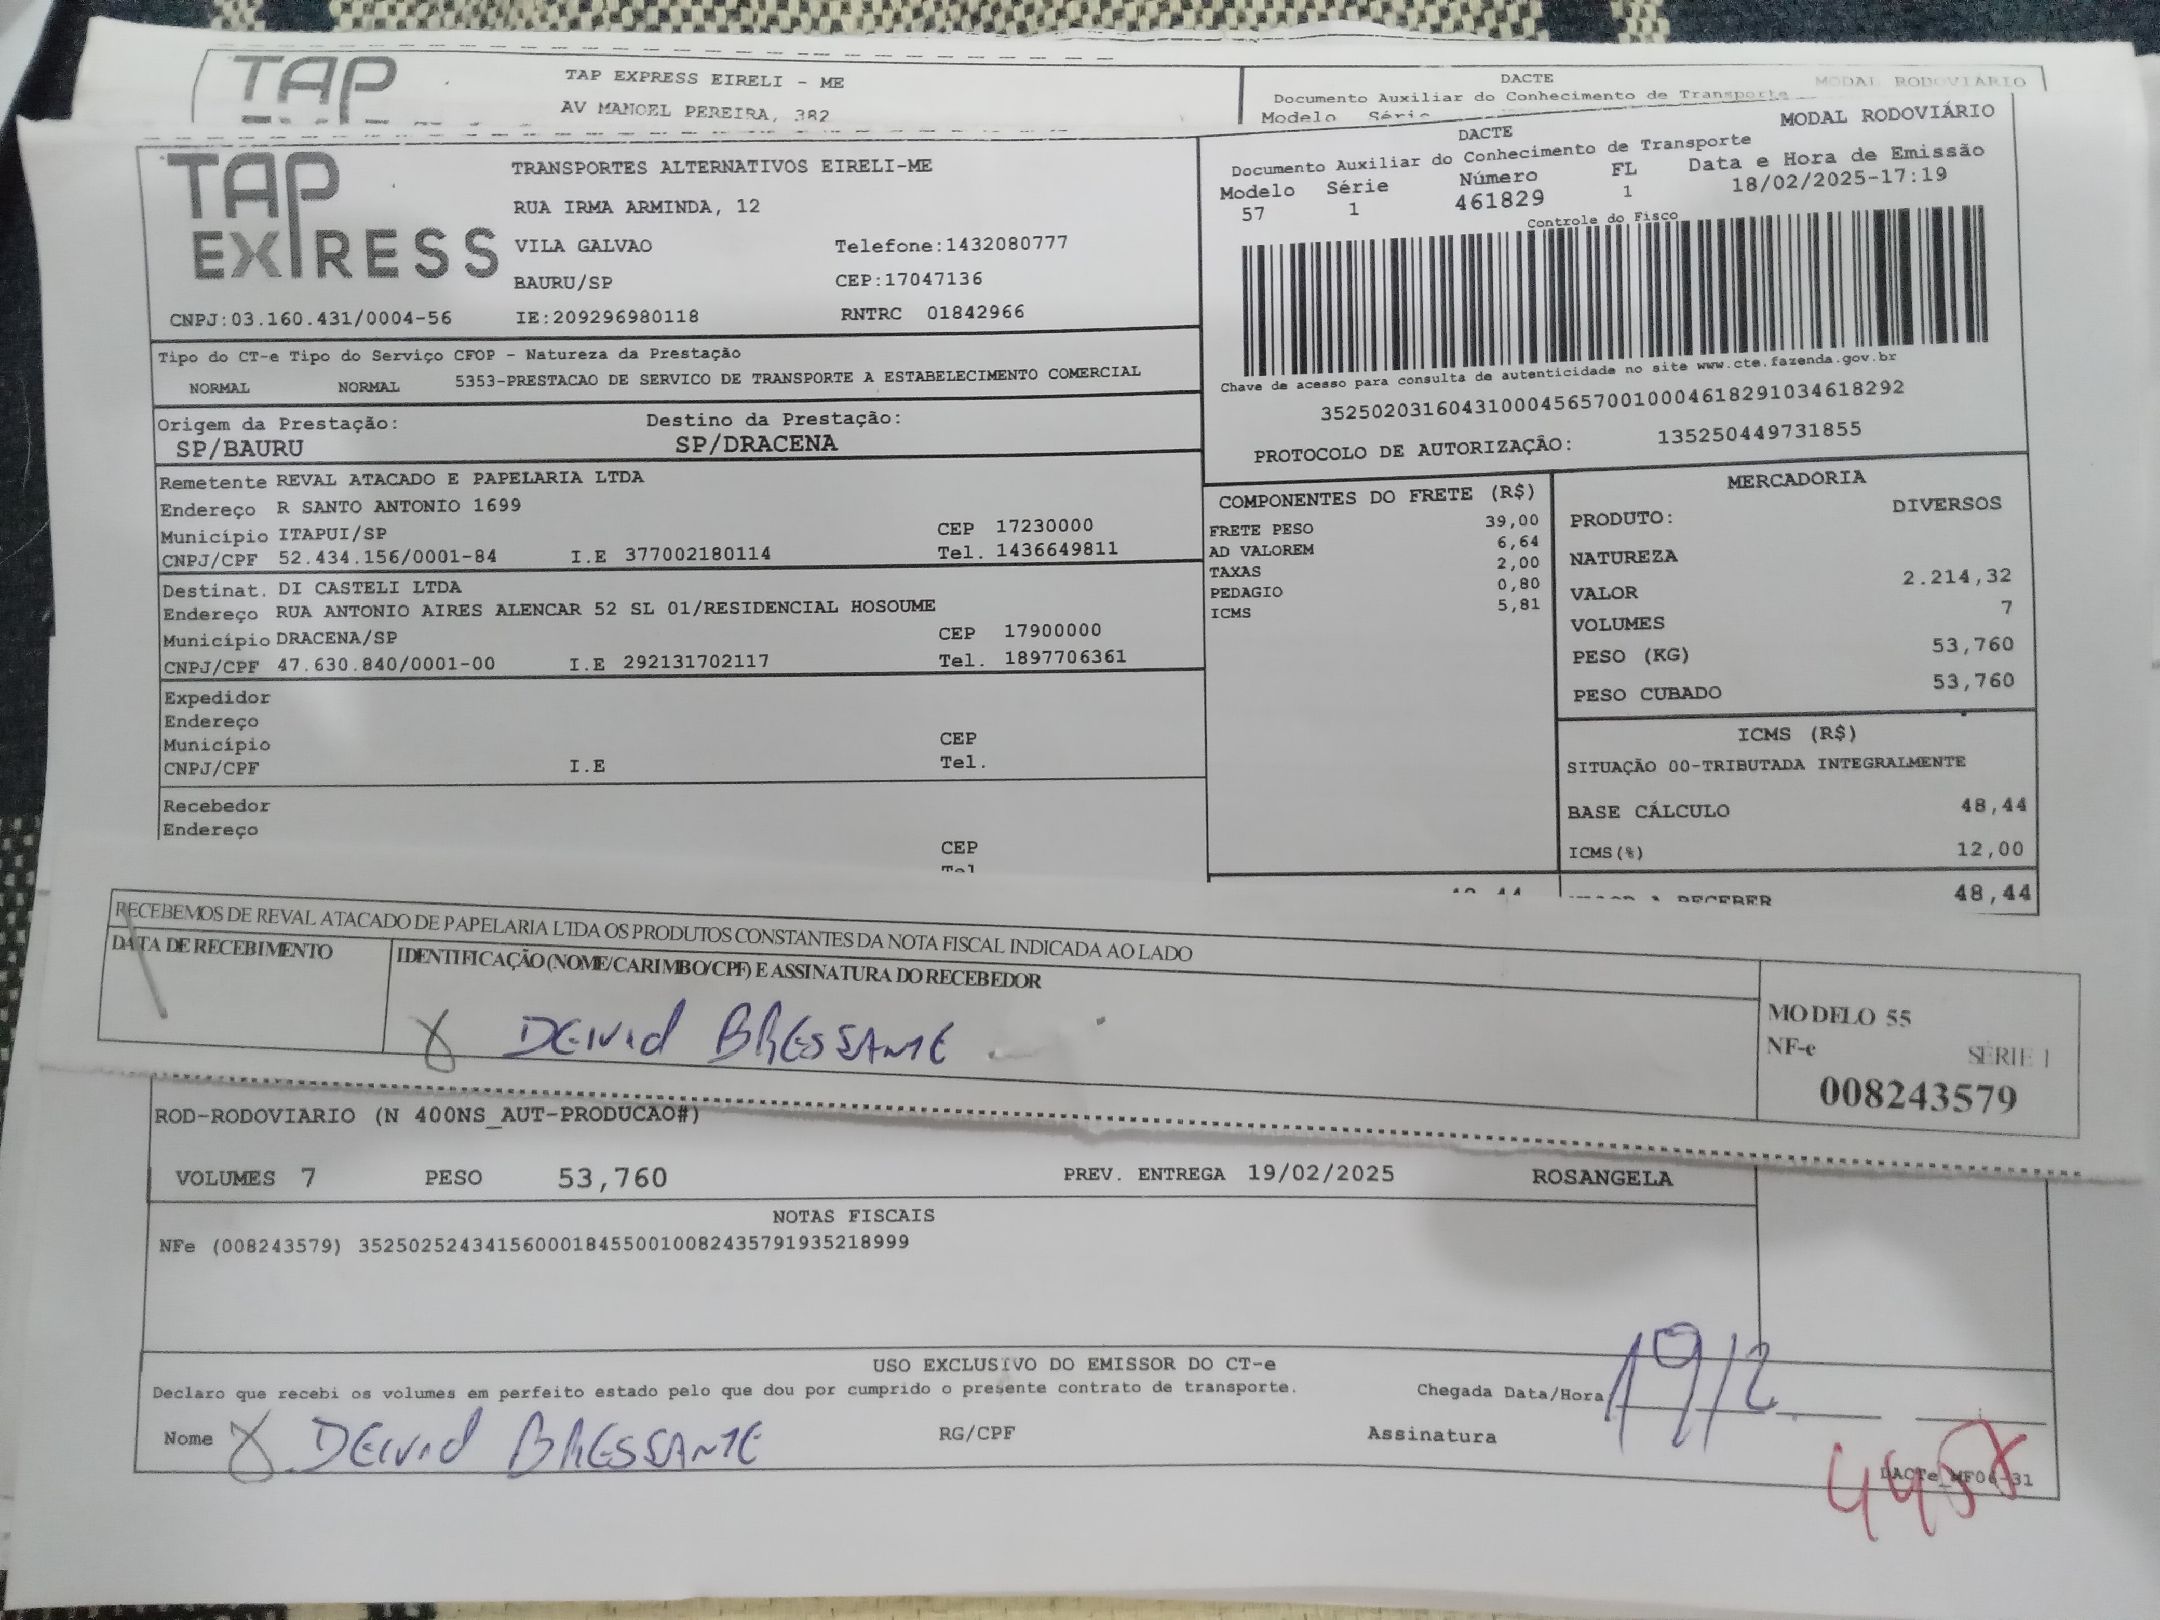 TAP
TAP EXPRESS EIRELI - ME
AV MANOEL PEREIRA, 382
DACTE
MODAL RODOVIÁRIO
Documento Auxiliar do Conhecimento de Transporte
Modelo Série
TAP EXPRESS
TRANSPORTES ALTERNATIVOS EIRELI-ME
RUA IRMA ARMINDA, 12
VILA GALVAO Telefone:1432080777
BAURU/SP CEP:17047136
CNPJ:03.160.431/0004-56 IE:209296980118 RNTRC 01842966
DACTE
MODAL RODOVIÁRIO
Documento Auxiliar do Conhecimento de Transporte
Modelo Série Número FL Data e Hora de Emissão
57 1 461829 1 18/02/2025-17:19
Controle do Fisco
Chave de acesso para consulta de autenticidade no site www.cte.fazenda.gov.br
35250203160431000456570010004618291034618292
PROTOCOLO DE AUTORIZAÇÃO: 135250449731855
Tipo do CT-e Tipo do Serviço CFOP - Natureza da Prestação
NORMAL NORMAL 5353-PRESTACAO DE SERVICO DE TRANSPORTE A ESTABELECIMENTO COMERCIAL
Origem da Prestação: Destino da Prestação:
SP/BAURU SP/DRACENA
Remetente REVAL ATACADO E PAPELARIA LTDA
Endereço R SANTO ANTONIO 1699
Município ITAPUI/SP CEP 17230000
CNPJ/CPF 52.434.156/0001-84 I.E 377002180114 Tel. 1436649811
Destinat. DI CASTELI LTDA
Endereço RUA ANTONIO AIRES ALENCAR 52 SL 01/RESIDENCIAL HOSOUME
Município DRACENA/SP CEP 17900000
CNPJ/CPF 47.630.840/0001-00 I.E 292131702117 Tel. 1897706361
Expedidor
Endereço
Município CEP
CNPJ/CPF I.E Tel.
Recebedor
Endereço
CEP
Tel
COMPONENTES DO FRETE (R$)
FRETE PESO 39,00
AD VALOREM 6,64
TAXAS 2,00
PEDAGIO 0,80
ICMS 5,81
MERCADORIA
PRODUTO: DIVERSOS
NATUREZA
VALOR 2.214,32
VOLUMES 7
PESO (KG) 53,760
PESO CUBADO 53,760
ICMS (R$)
SITUAÇÃO 00-TRIBUTADA INTEGRALMENTE
BASE CÁLCULO 48,44
ICMS(%) 12,00
A RECEBER 48,44
RECEBEMOS DE REVAL ATACADO DE PAPELARIA LTDA OS PRODUTOS CONSTANTES DA NOTA FISCAL INDICADA AO LADO
DATA DE RECEBIMENTO IDENTIFICAÇÃO (NOME/CARIMBO/CPF) E ASSINATURA DO RECEBEDOR
X DEIVID BRESSANTE
MODELO 55
NF-e SÉRIE 1
008243579
ROD-RODOVIARIO (N 400NS_AUT-PRODUCAO#)
VOLUMES 7 PESO 53,760 PREV. ENTREGA 19/02/2025 ROSANGELA
NOTAS FISCAIS
NFe (008243579) 35250252434156000184550010082435791935218999
USO EXCLUSIVO DO EMISSOR DO CT-e
Declaro que recebi os volumes em perfeito estado pelo que dou por cumprido o presente contrato de transporte. Chegada Data/Hora 19/2
Nome X DEIVID BRESSANTE RG/CPF Assinatura
DACTe_MF06-31